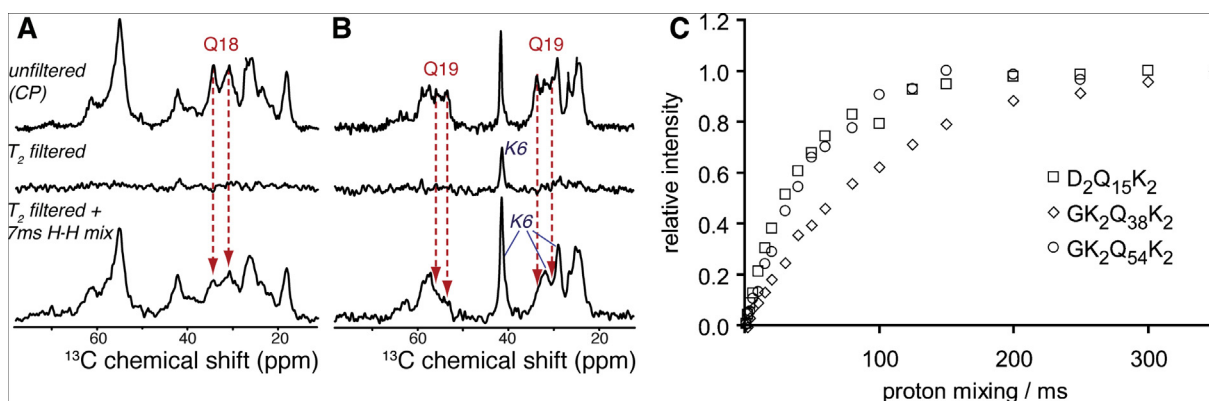 A
unfiltered
(CP)
Q18
T₂ filtered
T₂ filtered +
7ms H-H mix
60 40 20
¹³C chemical shift (ppm)
B
Q19 Q19
K6
K6
60 40 20
¹³C chemical shift (ppm)
C
relative intensity
1.2
1.0
0.8
0.6
0.4
0.2
0.0
100 200 300
proton mixing / ms
D₂Q₁₅K₂
GK₂Q₃₈K₂
GK₂Q₅₄K₂